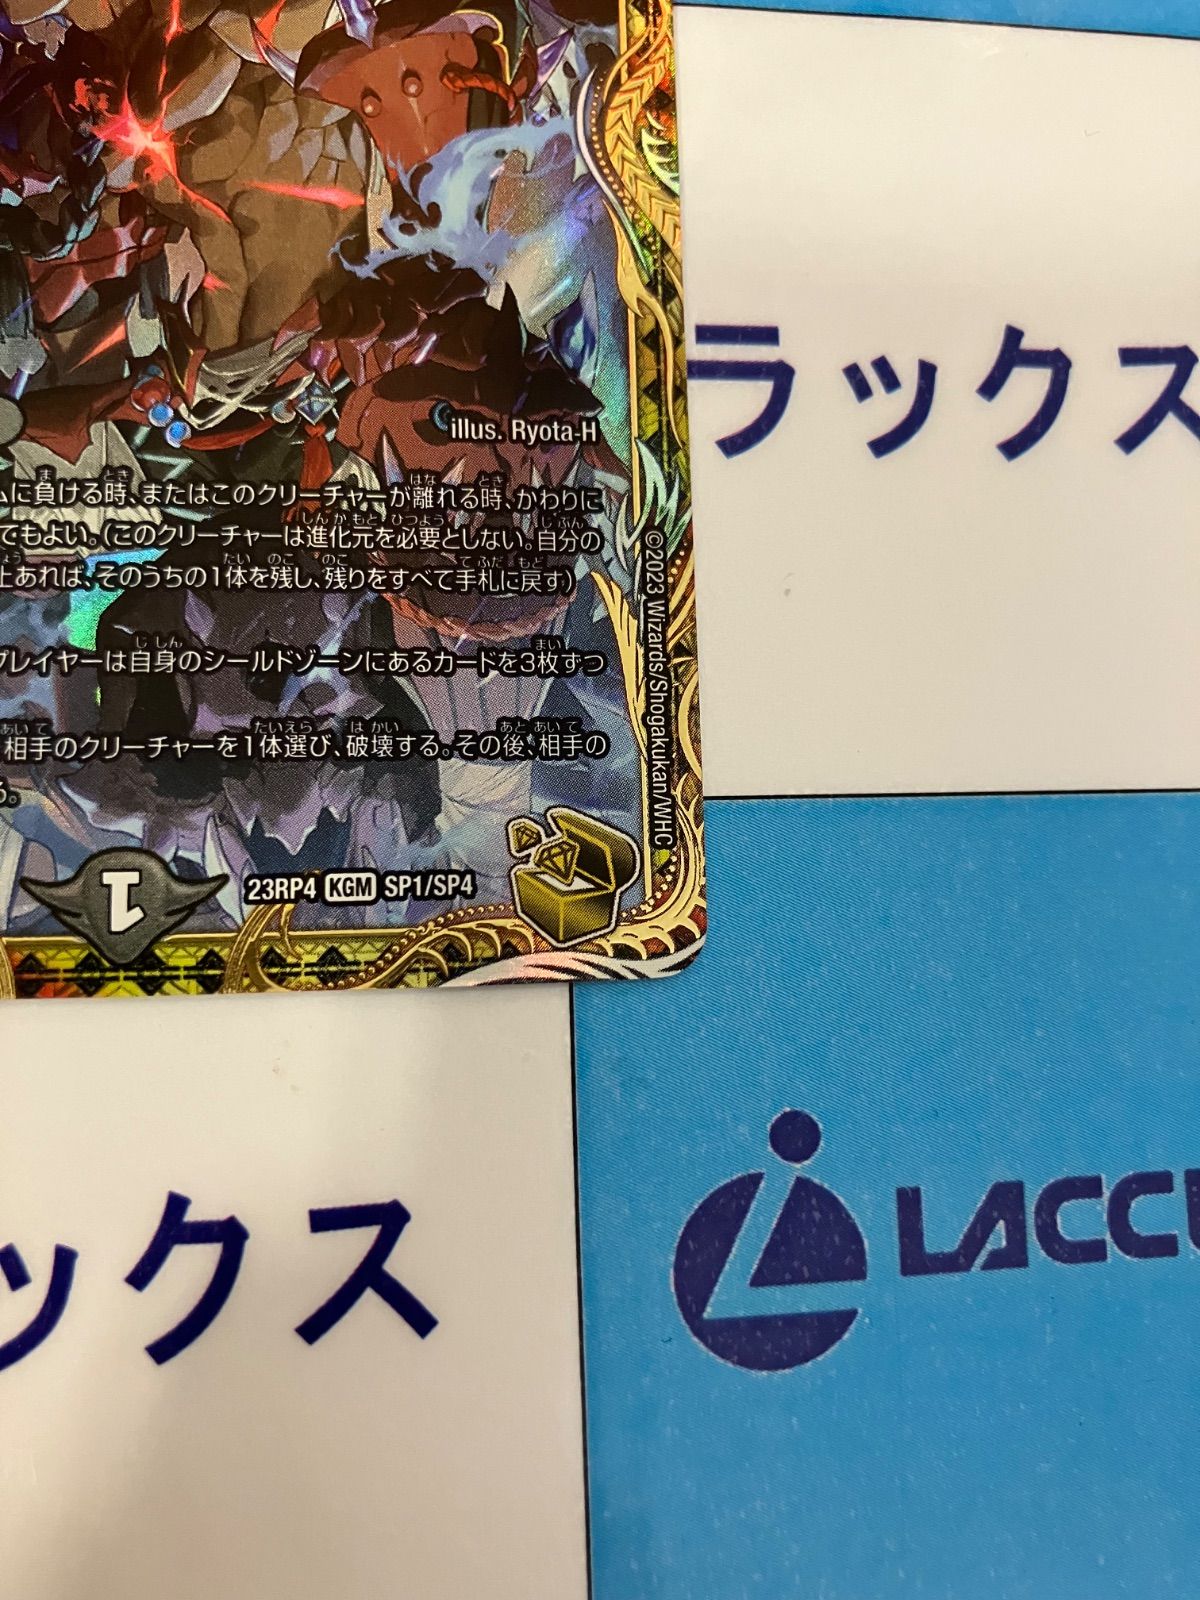 illus. Ryota-H
ムに負ける時、またはこのクリーチャーが離れる時、かわりに
てもよい。(このクリーチャーは進化元を必要としない。自分の
上あれば、そのうちの1体を残し、残りをすべて手札に戻す)
プレイヤーは自身のシールドゾーンにあるカードを3枚ずつ
相手のクリーチャーを1体選び、破壊する。その後、相手の
る。
23RP4 KGM SP1/SP4
©2023 Wizards/Shogakukan/WHC
ラックス
ックス
LACC